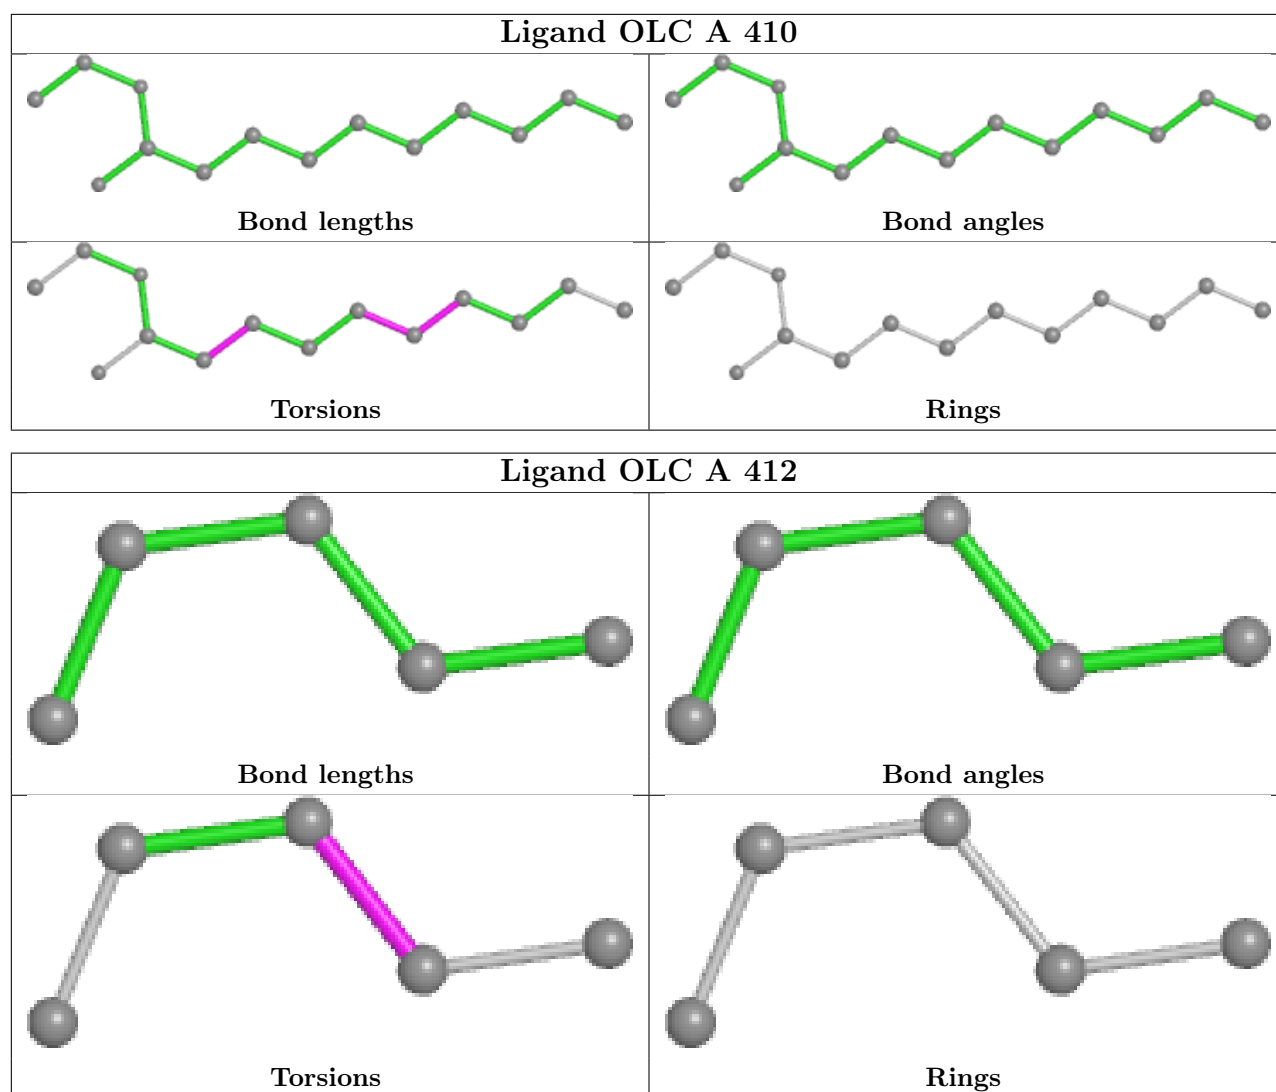 Ligand OLC A 410
Bond lengths
Bond angles
Torsions
Rings
Ligand OLC A 412
Bond lengths
Bond angles
Torsions
Rings